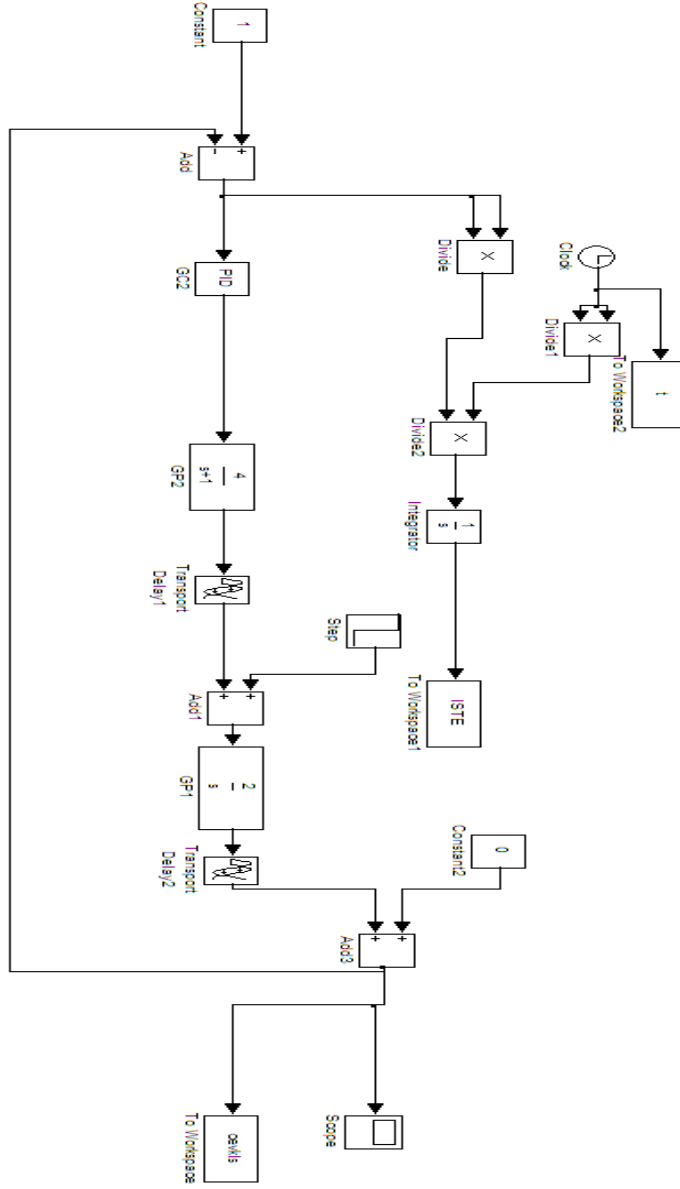 1
Constant
+
-
Add
PID
GC2
X
Divide
Clock
X
Divide1
t
To Workspace2
X
Divide2
1
s
Integrator
ISTE
To Workspace1
4
s+1
GP2
Transport
Delay1
Step
+
+
Add1
2
s
GP1
Transport
Delay2
0
Constant2
+
+
Add3
Scope
To Workspace